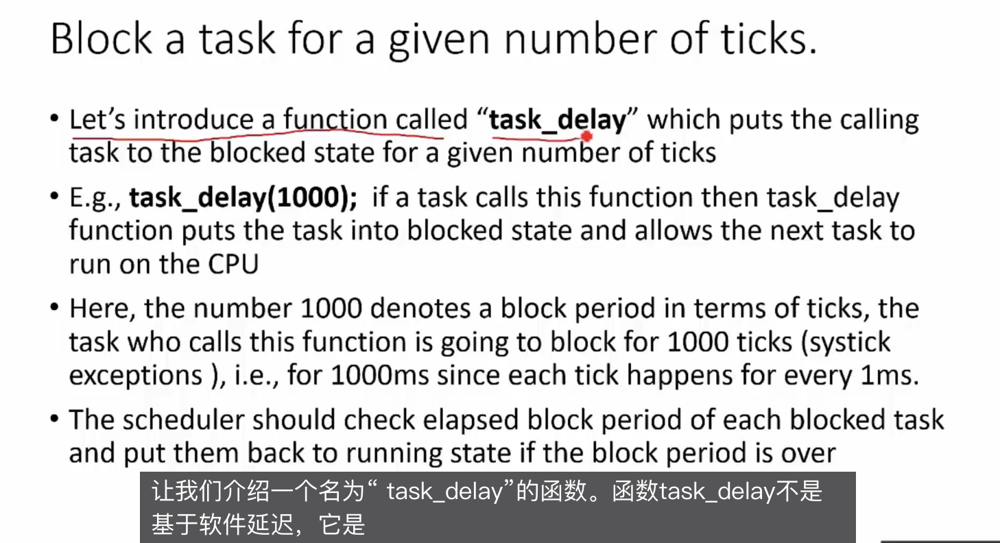 Block a task for a given number of ticks.
• Let’s introduce a function called “task_delay” which puts the calling
task to the blocked state for a given number of ticks
• E.g., task_delay(1000);  if a task calls this function then task_delay
function puts the task into blocked state and allows the next task to
run on the CPU
• Here, the number 1000 denotes a block period in terms of ticks, the
task who calls this function is going to block for 1000 ticks (systick
exceptions ), i.e., for 1000ms since each tick happens for every 1ms.
• The scheduler should check elapsed block period of each blocked task
and put them back to running state if the block period is over
让我们介绍一个名为“ task_delay”的函数。函数task_delay不是
基于软件延迟，它是